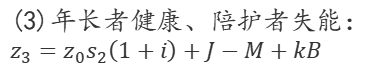 (3) 年长者健康、陪护者失能：
z₃ = z₀s₂(1 + i) + J − M + kB